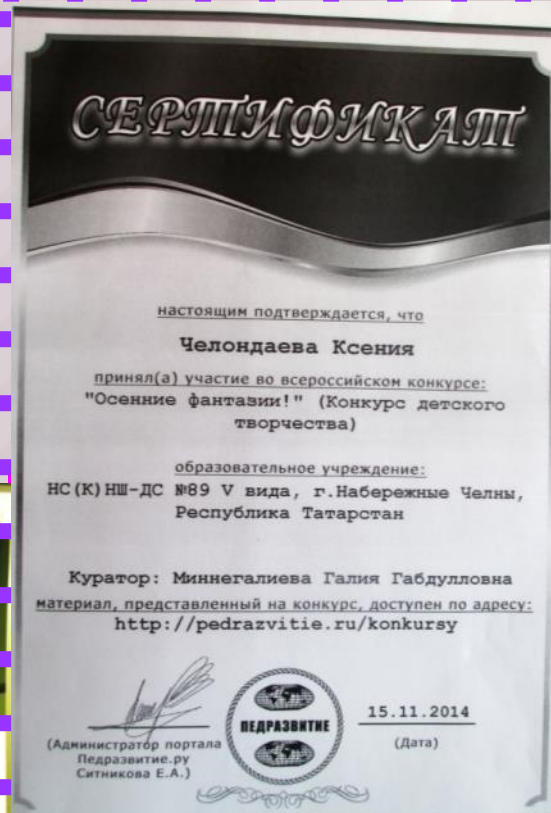 СЕРТИФИКАТ
настоящим подтверждается, что
Челондаева Ксения
принял(а) участие во всероссийском конкурсе:
"Осенние фантазии!" (Конкурс детского
творчества)
образовательное учреждение:
НС(К)НШ-ДС №89 V вида, г.Набережные Челны,
Республика Татарстан
Куратор: Миннегалиева Галия Габдулловна
материал, представленный на конкурс, доступен по адресу:
http://pedrazvitie.ru/konkursy
ПЕДРАЗВИТИЕ
15.11.2014
(Администратор портала
Педразвитие.ру
Ситникова Е.А.)
(Дата)